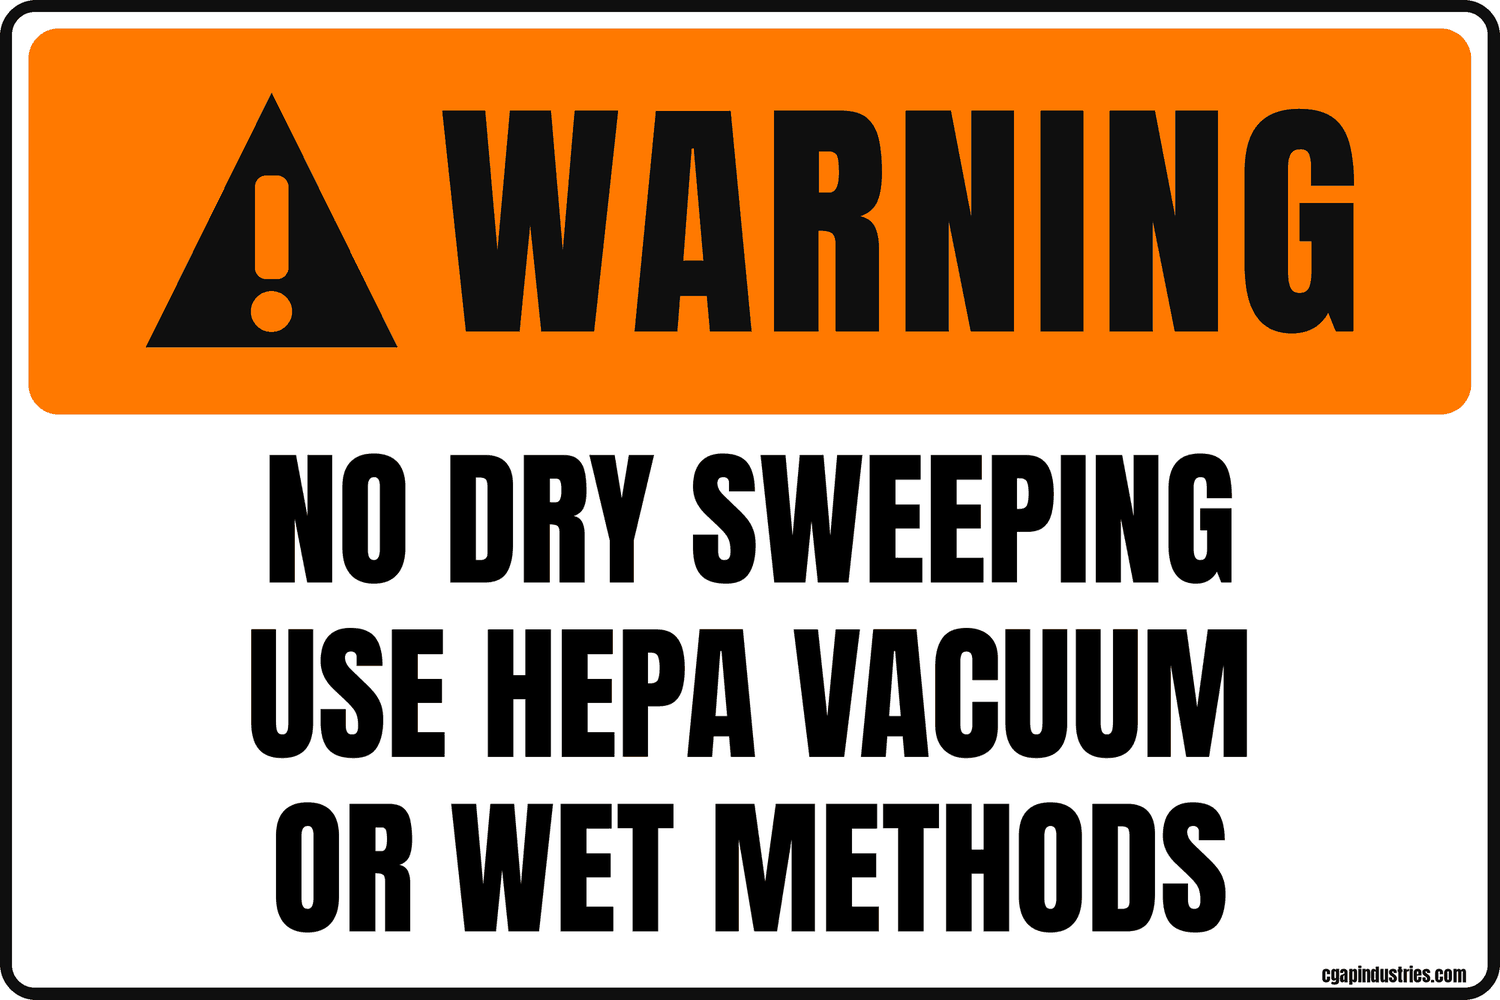 WARNING
NO DRY SWEEPING
USE HEPA VACUUM
OR WET METHODS
cgapindustries.com